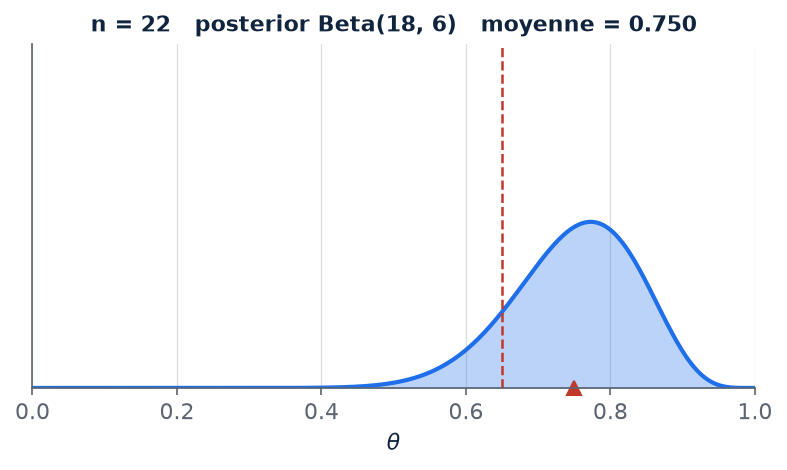 n = 22   posterior Beta(18, 6)   moyenne = 0.750
0.0 0.2 0.4 0.6 0.8 1.0
θ